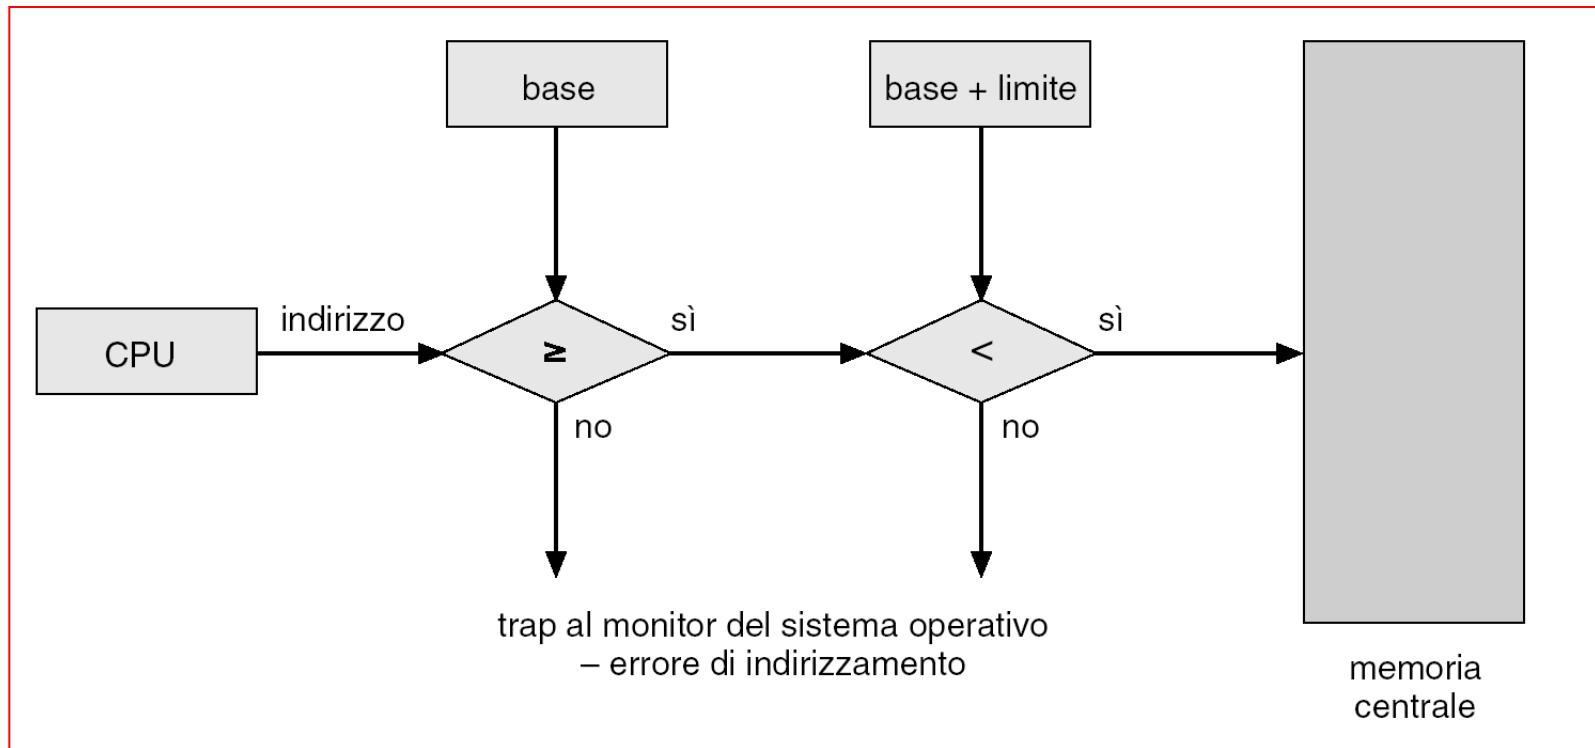 base
base + limite
CPU
indirizzo
≥
sì
<
sì
no
no
trap al monitor del sistema operativo
– errore di indirizzamento
memoria
centrale